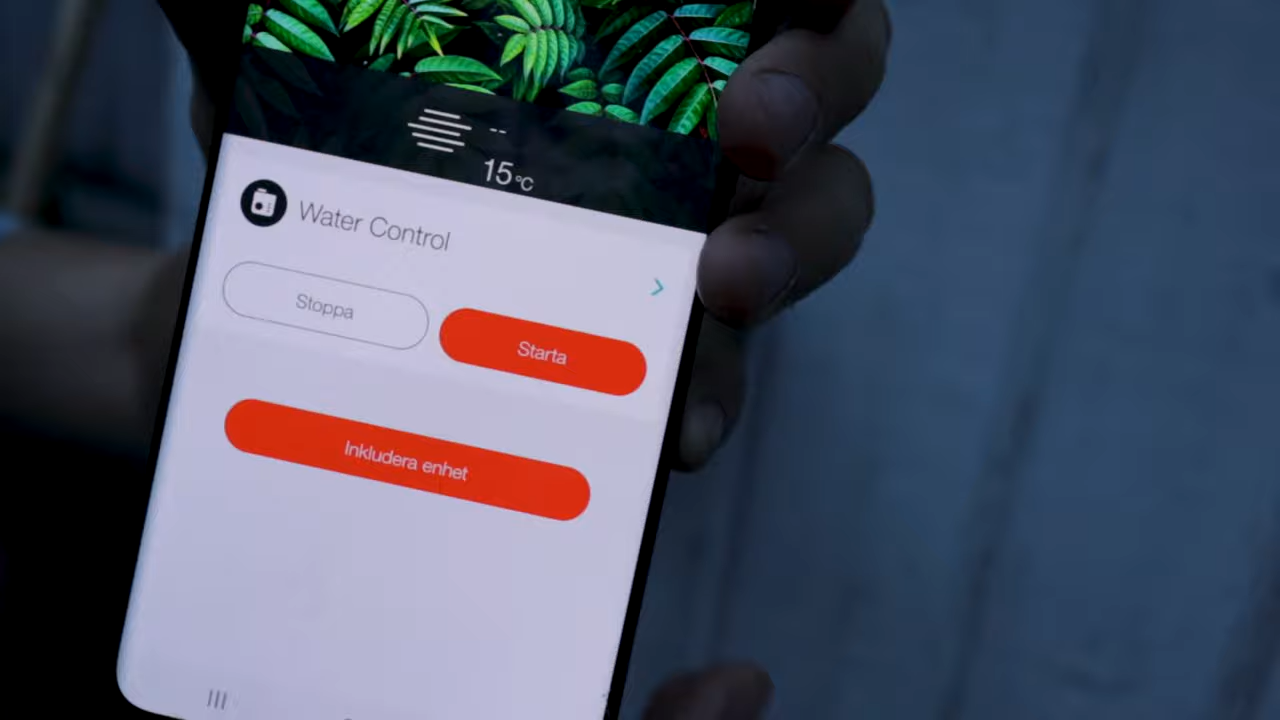 --
15°C
Water Control
Stoppa
Starta
Inkludera enhet